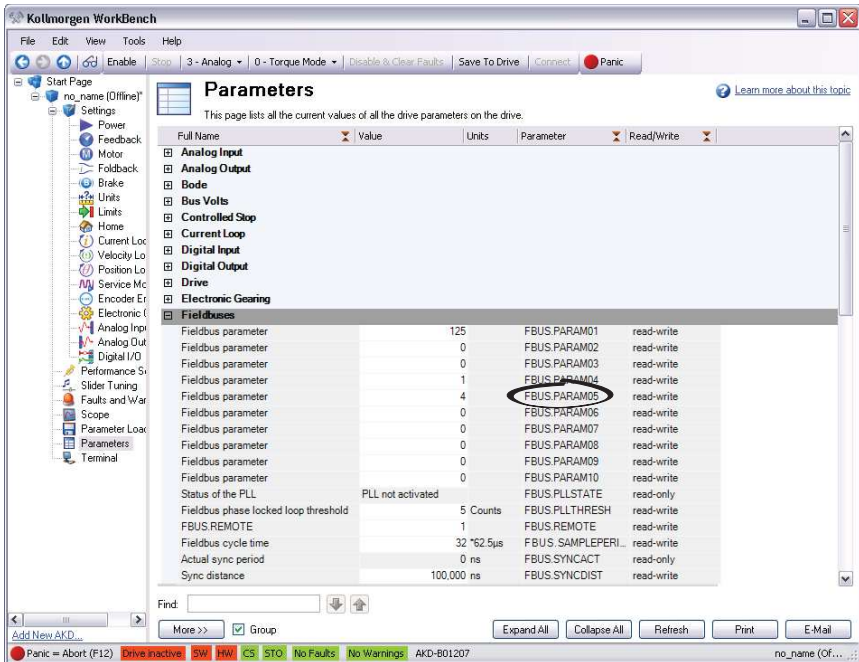 Kollmorgen WorkBench
File Edit View Tools Help
Enable Stop 3 - Analog 0 - Torque Mode Disable & Clear Faults Save To Drive Connect Panic
Start Page
no_name (Offline)*
Settings
Power
Feedback
Motor
Foldback
Brake
Units
Limits
Home
Current Loo
Velocity Lo
Position Lo
Service Mo
Encoder Er
Electronic (
Analog Inpu
Analog Out
Digital I/O
Performance Se
Slider Tuning
Faults and War
Scope
Parameter Load
Parameters
Terminal
Add New AKD...
Parameters
Learn more about this topic
This page lists all the current values of all the drive parameters on the drive.
Full Name Value Units Parameter Read/Write
Analog Input
Analog Output
Bode
Bus Volts
Controlled Stop
Current Loop
Digital Input
Digital Output
Drive
Electronic Gearing
Fieldbuses
Fieldbus parameter 125 FBUS.PARAM01 read-write
Fieldbus parameter 0 FBUS.PARAM02 read-write
Fieldbus parameter 0 FBUS.PARAM03 read-write
Fieldbus parameter 1 FBUS.PARAM04 read-write
Fieldbus parameter 4 FBUS.PARAM05 read-write
Fieldbus parameter 0 FBUS.PARAM06 read-write
Fieldbus parameter 0 FBUS.PARAM07 read-write
Fieldbus parameter 0 FBUS.PARAM08 read-write
Fieldbus parameter 0 FBUS.PARAM09 read-write
Fieldbus parameter 0 FBUS.PARAM10 read-write
Status of the PLL PLL not activated FBUS.PLLSTATE read-only
Fieldbus phase locked loop threshold 5 Counts FBUS.PLLTHRESH read-write
FBUS.REMOTE 1 FBUS.REMOTE read-write
Fieldbus cycle time 32 *62.5µs FBUS.SAMPLEPERI... read-write
Actual sync period 0 ns FBUS.SYNCACT read-only
Sync distance 100,000 ns FBUS.SYNCDIST read-write
Find:
More >> Group Expand All Collapse All Refresh Print E-Mail
Panic = Abort (F12) Drive inactive SW HW CS STO No Faults No Warnings AKD-B01207 no_name (Of...